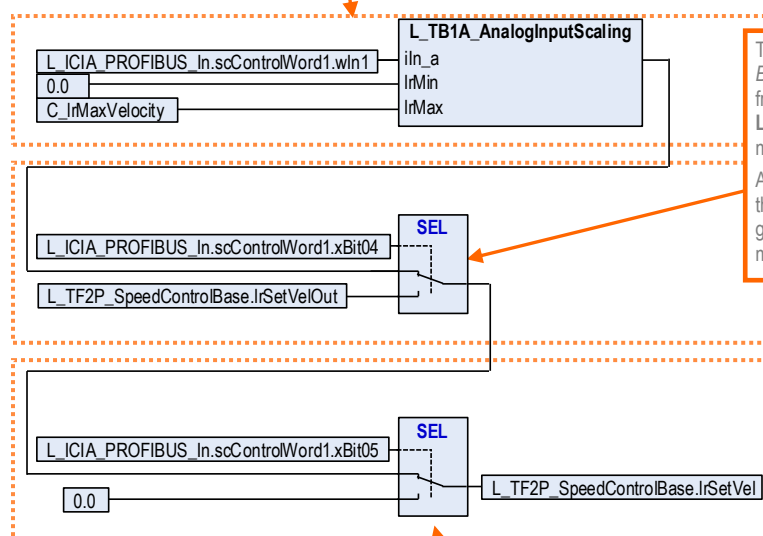 L_TB1A_AnalogInputScaling
L_ICIA_PROFIBUS_In.scControlWord1.wIn1
iIn_a
0.0
lrMin
C_lrMaxVelocity
lrMax
SEL
L_ICIA_PROFIBUS_In.scControlWord1.xBit04
L_TF2P_SpeedControlBase.lrSetVelOut
SEL
L_ICIA_PROFIBUS_In.scControlWord1.xBit05
0.0
L_TF2P_SpeedControlBase.lrSetVel